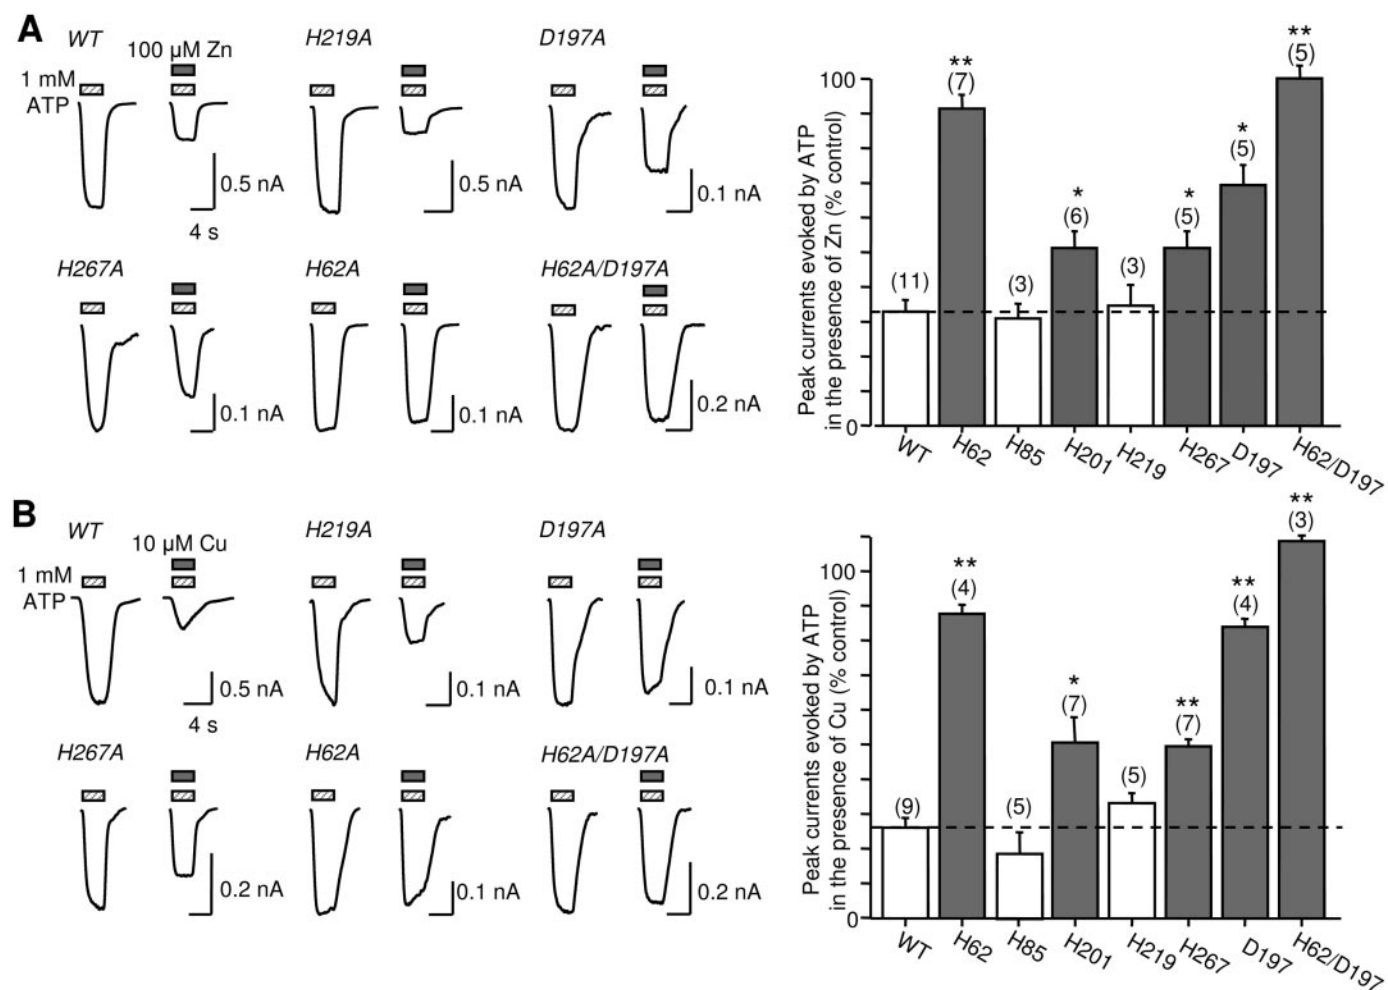 A
WT
100 µM Zn
1 mM
ATP
0.5 nA
4 s
H219A
0.5 nA
D197A
0.1 nA
H267A
0.1 nA
H62A
0.1 nA
H62A/D197A
0.2 nA
Peak currents evoked by ATP
in the presence of Zn (% control)
100
0
(11)
**
(7)
(3)
*
(6)
(3)
*
(5)
*
(5)
**
(5)
WT
H62
H85
H201
H219
H267
D197
H62/D197
B
WT
10 µM Cu
1 mM
ATP
0.5 nA
4 s
H219A
0.1 nA
D197A
0.1 nA
H267A
0.2 nA
H62A
0.1 nA
H62A/D197A
0.2 nA
Peak currents evoked by ATP
in the presence of Cu (% control)
100
0
(9)
**
(4)
(5)
*
(7)
(5)
**
(7)
**
(4)
**
(3)
WT
H62
H85
H201
H219
H267
D197
H62/D197